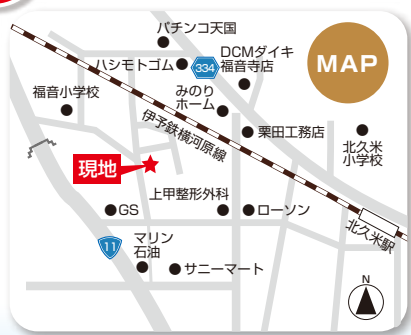 パチンコ天国
ハシモトゴム
334
DCMダイキ
福音寺店
MAP
福音小学校
みのり
ホーム
伊予鉄横河原線
栗田工務店
北久米
小学校
現地
上甲整形外科
GS
ローソン
北久米駅
11
マリン
石油
サニーマート
N